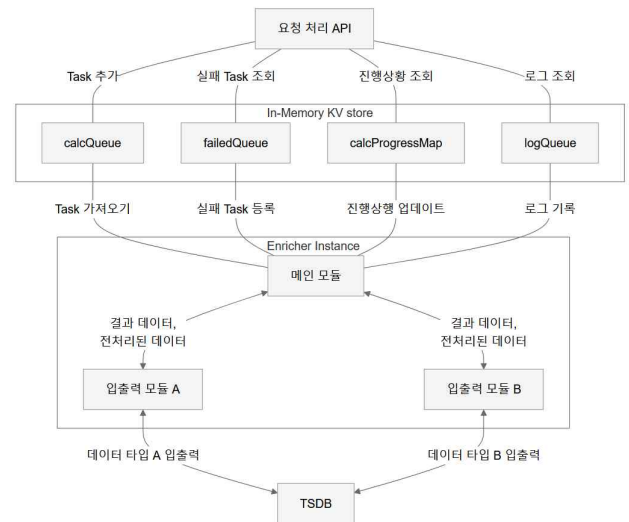 요청 처리 API
Task 추가
실패 Task 조회
진행상황 조회
로그 조회
In-Memory KV store
calcQueue
failedQueue
calcProgressMap
logQueue
Task 가져오기
실패 Task 등록
진행상행 업데이트
로그 기록
Enricher Instance
메인 모듈
결과 데이터,
전처리된 데이터
결과 데이터,
전처리된 데이터
입출력 모듈 A
입출력 모듈 B
데이터 타입 A 입출력
데이터 타입 B 입출력
TSDB